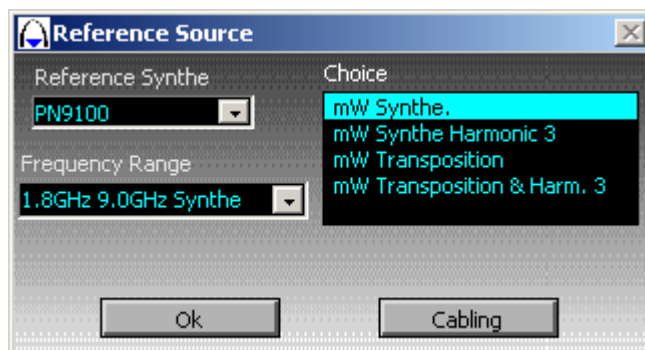 Reference Source
Reference Synthe
PN9100
Frequency Range
1.8GHz 9.0GHz Synthe
Choice
mW Synthe.
mW Synthe Harmonic 3
mW Transposition
mW Transposition & Harm. 3
Ok
Cabling